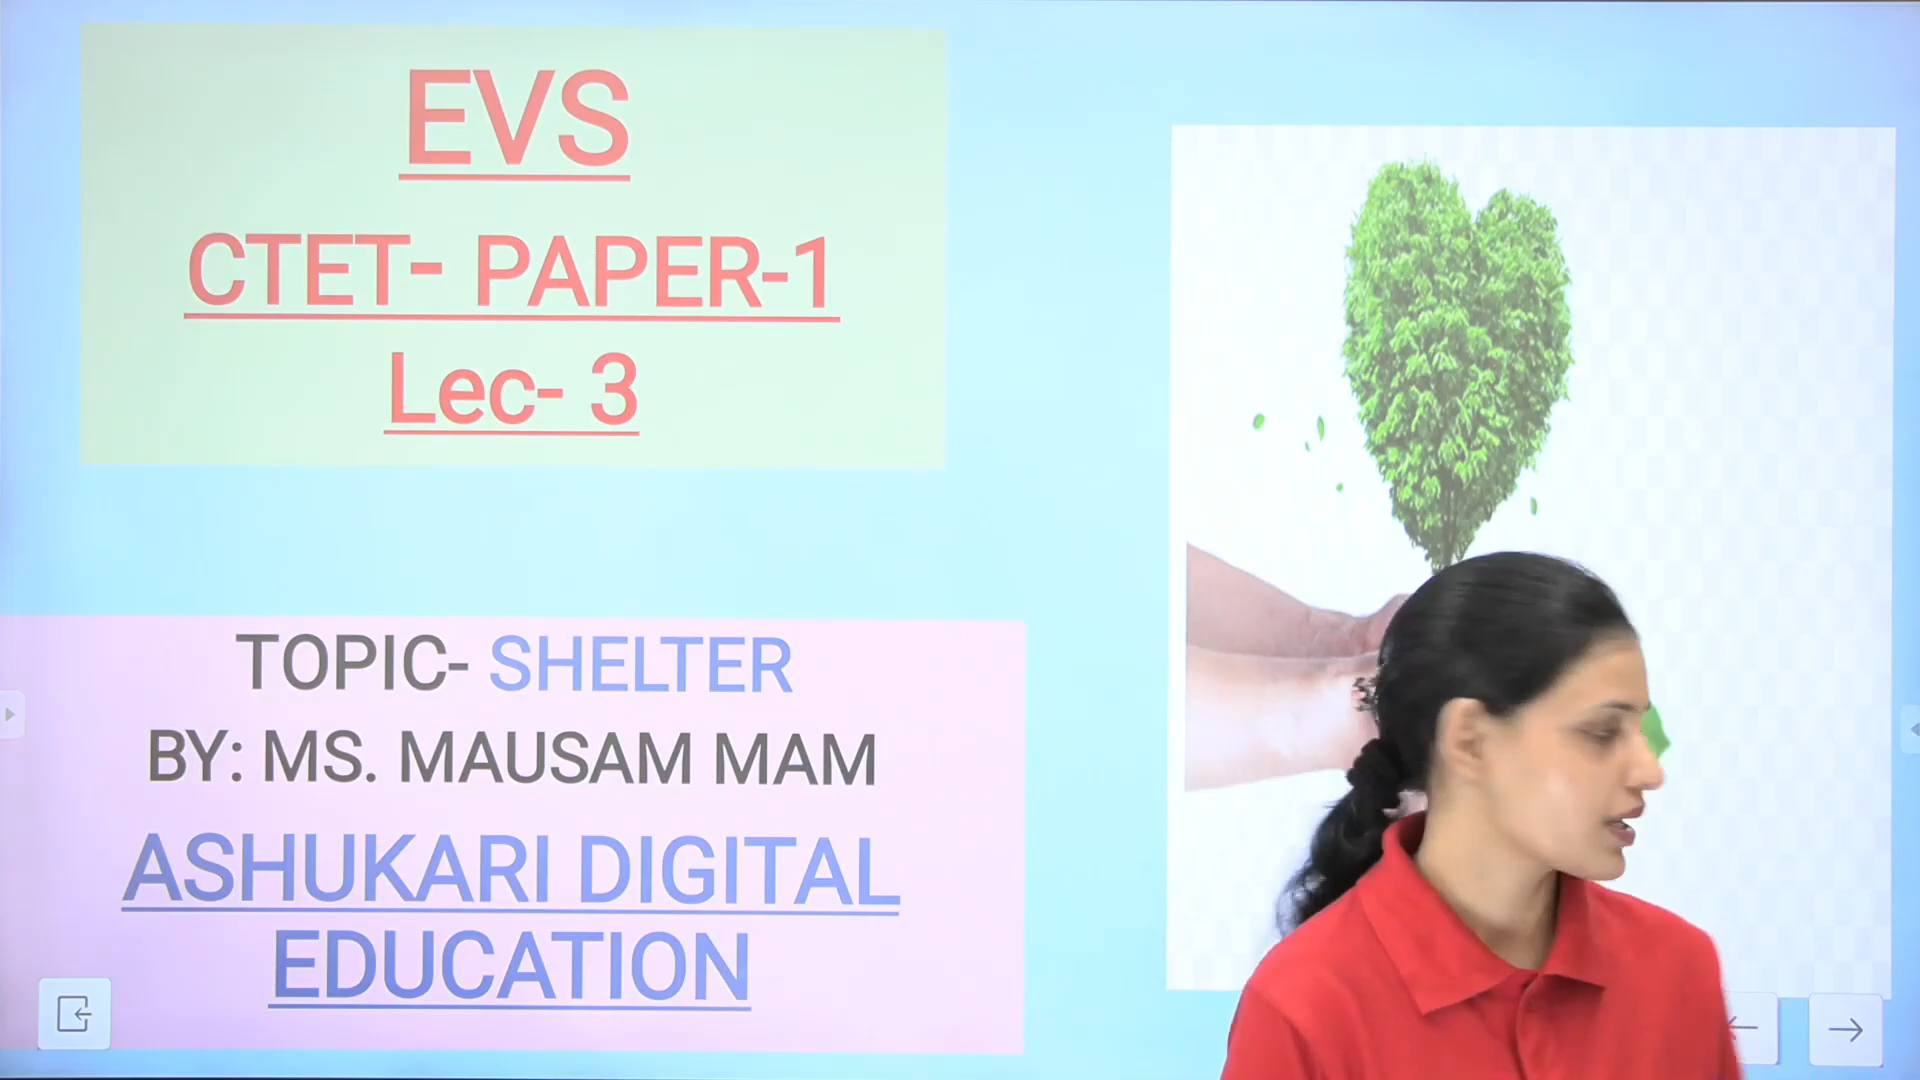 EVS
CTET- PAPER-1
Lec- 3
TOPIC- SHELTER
BY: MS. MAUSAM MAM
ASHUKARI DIGITAL
EDUCATION